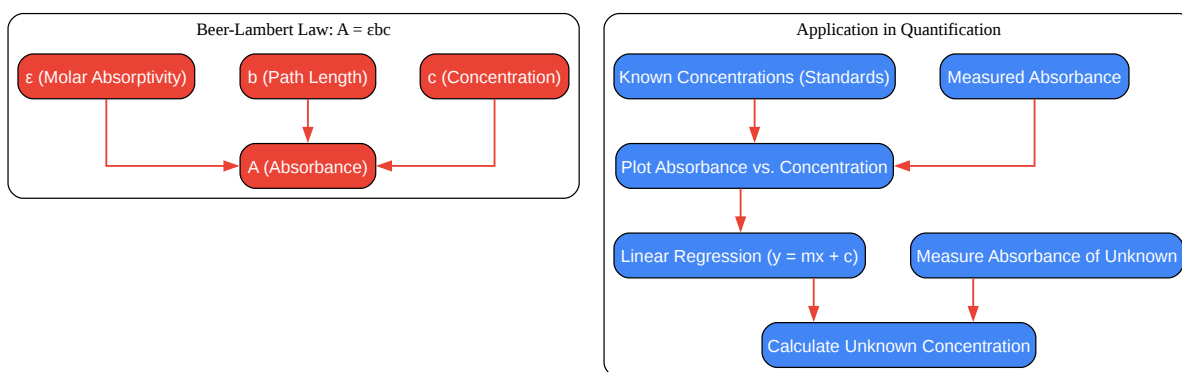 Beer-Lambert Law: A = εbc
ε (Molar Absorptivity)
b (Path Length)
c (Concentration)
A (Absorbance)
Application in Quantification
Known Concentrations (Standards)
Measured Absorbance
Plot Absorbance vs. Concentration
Linear Regression (y = mx + c)
Measure Absorbance of Unknown
Calculate Unknown Concentration